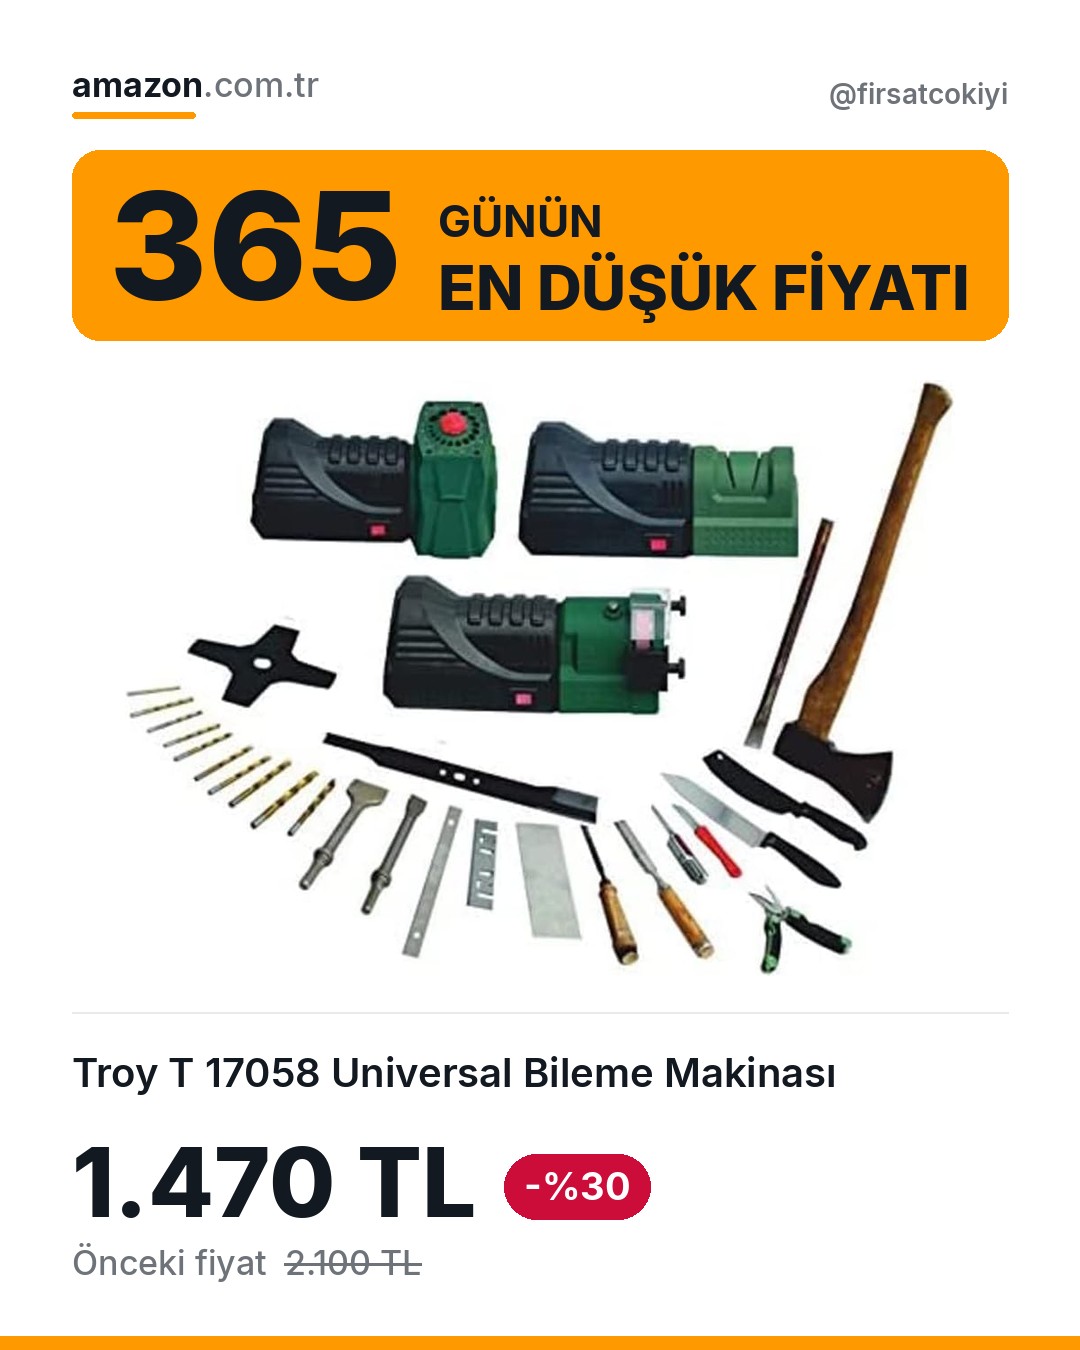 amazon.com.tr
@firsatcokiyi
365
GÜNÜN
EN DÜŞÜK FİYATI
Troy T 17058 Universal Bileme Makinası
1.470 TL
-%30
Önceki fiyat 2.100 TL